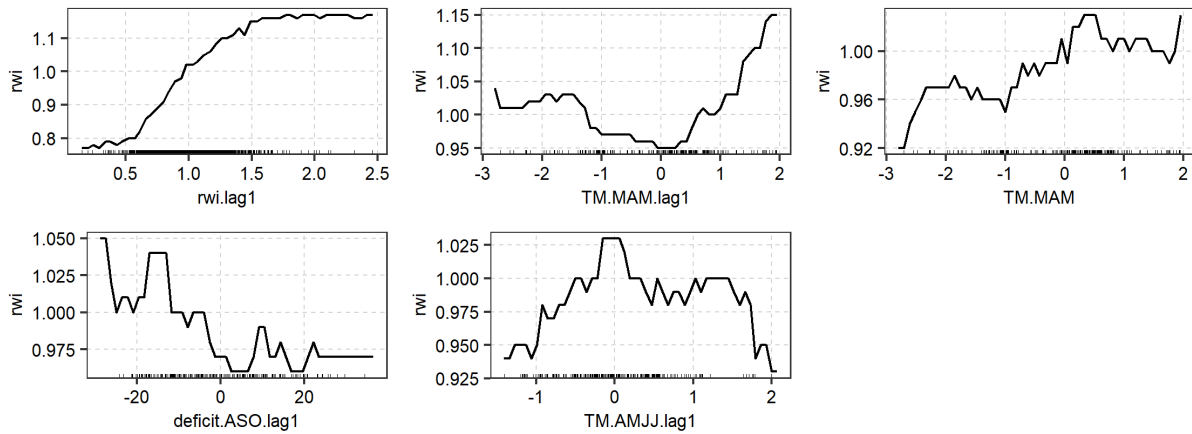 rwi
1.1
1.0
0.9
0.8
0.5 1.0 1.5 2.0 2.5
rwi.lag1
rwi
1.15
1.10
1.05
1.00
0.95
-3 -2 -1 0 1 2
TM.MAM.lag1
rwi
1.00
0.96
0.92
-3 -2 -1 0 1 2
TM.MAM
rwi
1.050
1.025
1.000
0.975
-20 0 20
deficit.ASO.lag1
rwi
1.025
1.000
0.975
0.950
0.925
-1 0 1 2
TM.AMJJ.lag1